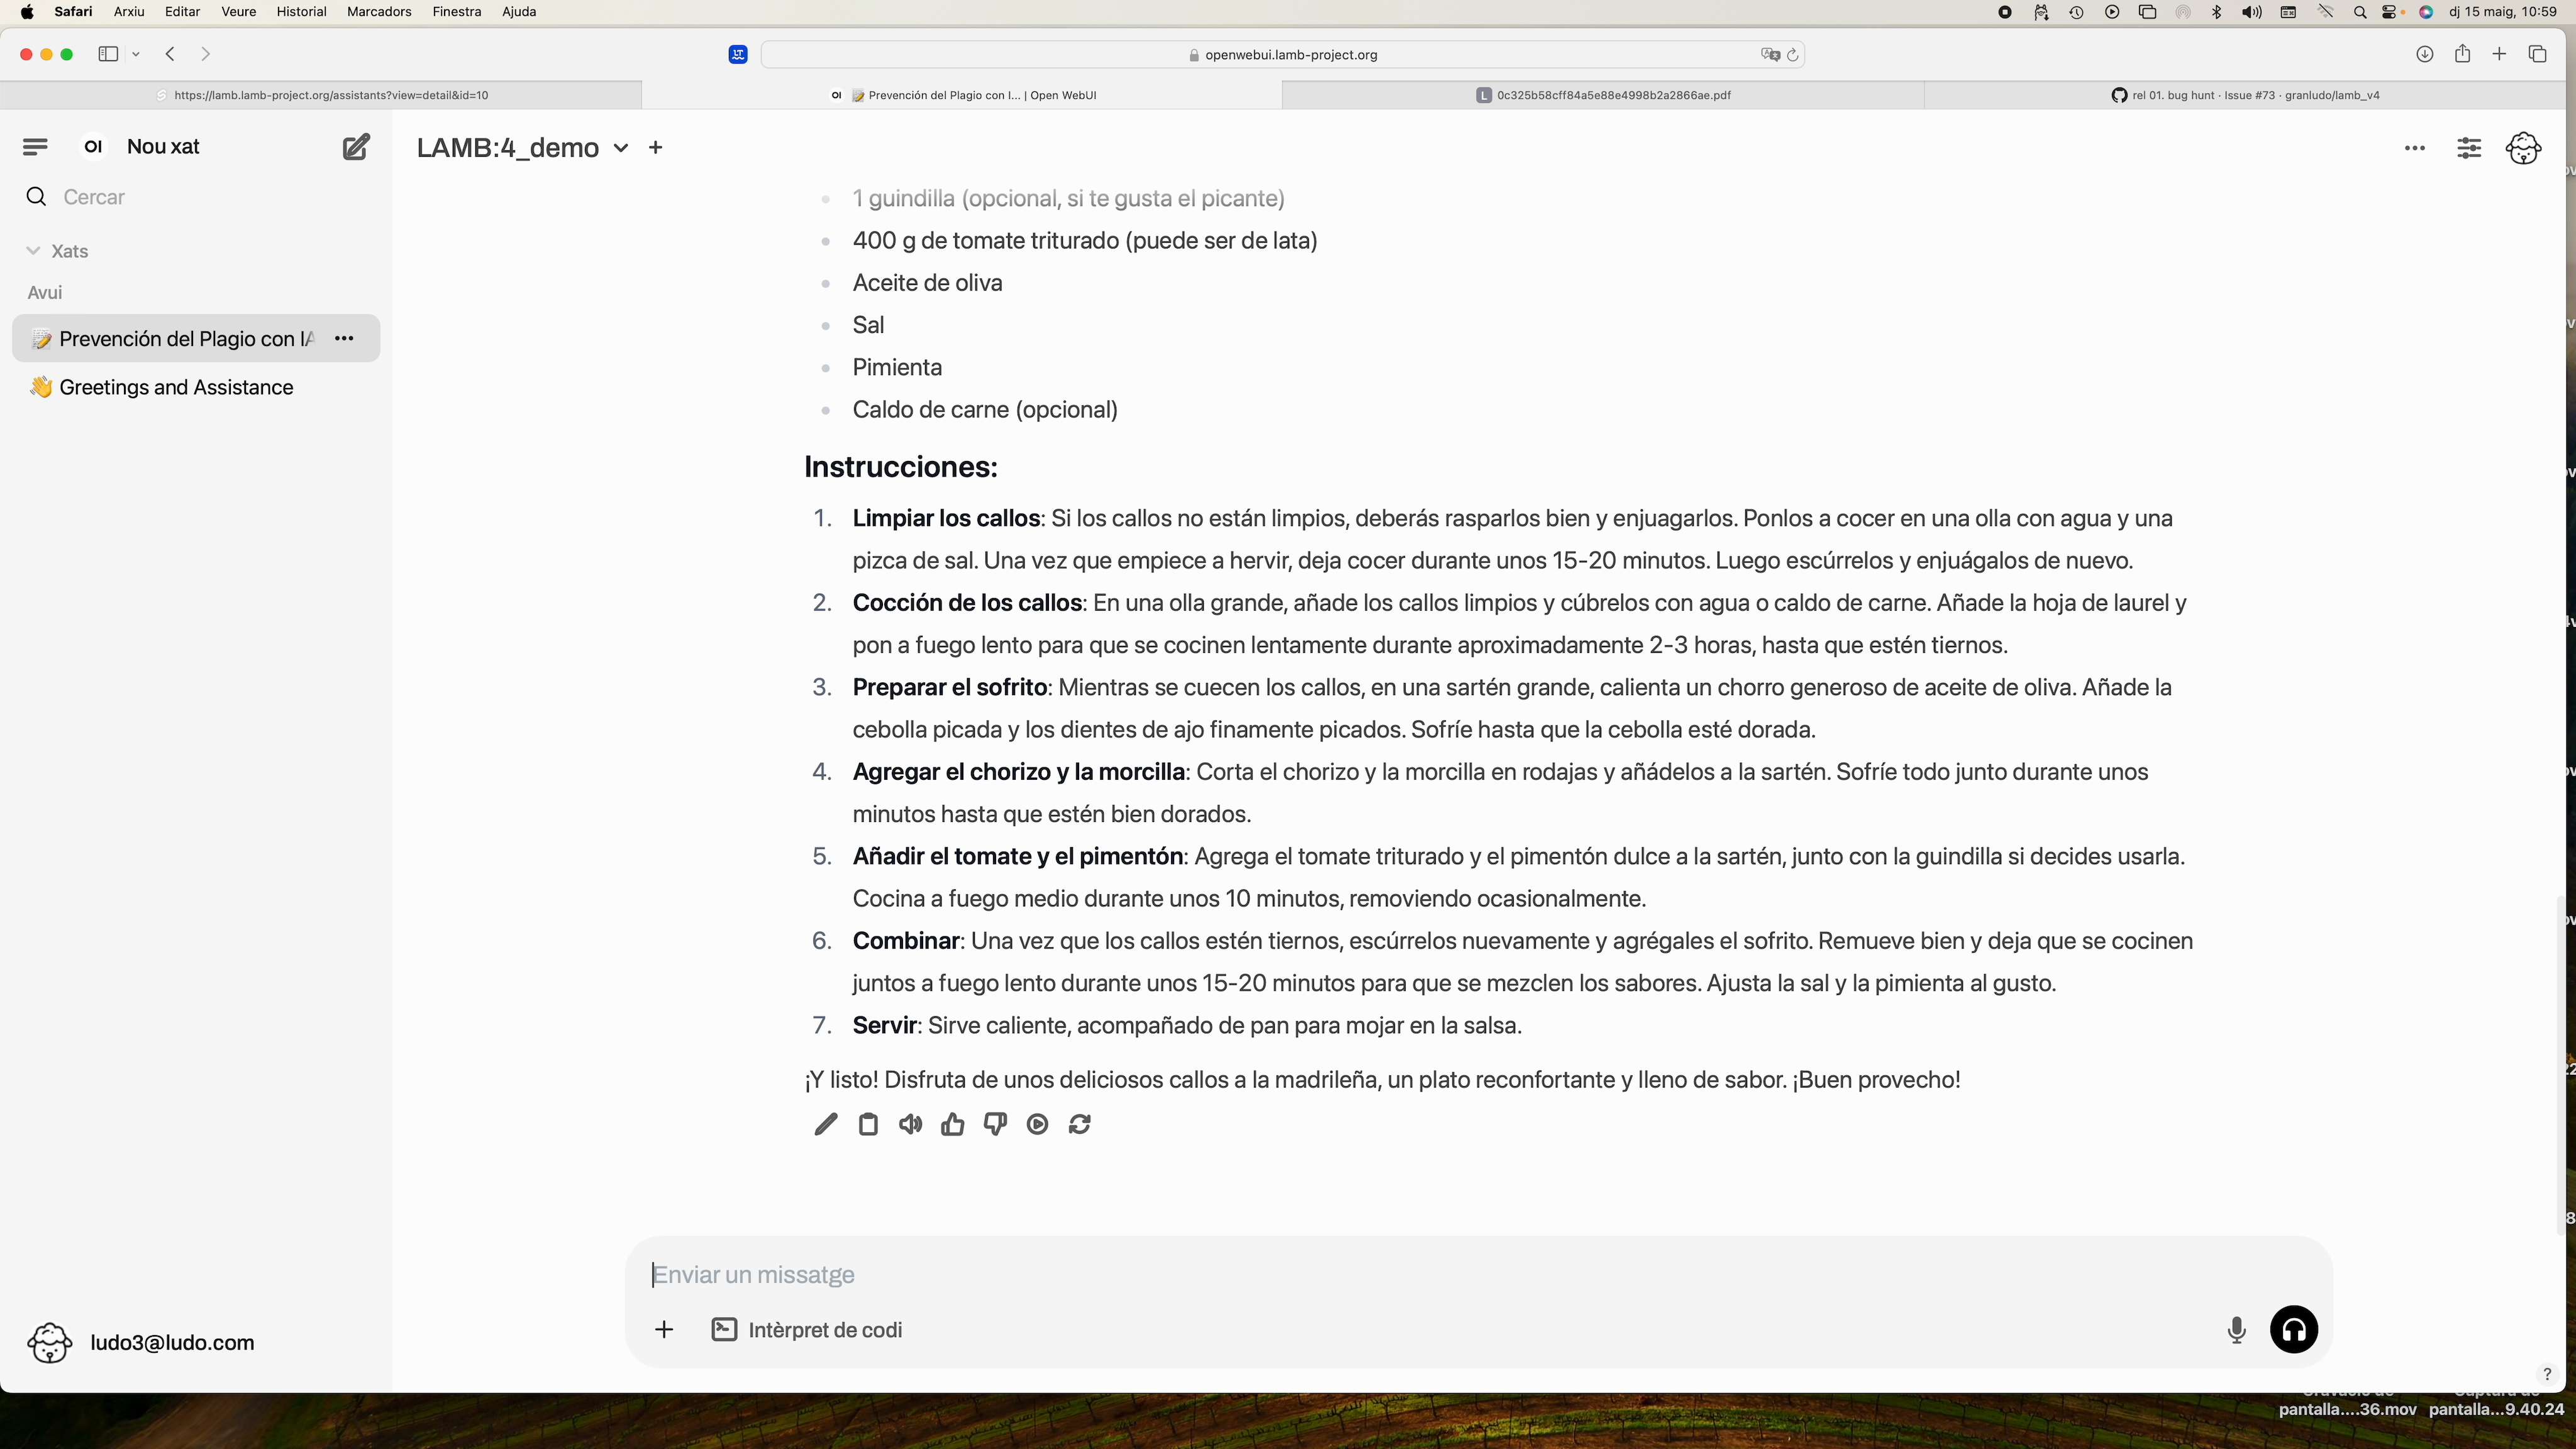 Safari Arxiu Editar Veure Historial Marcadors Finestra Ajuda
dj 15 maig, 10:59
openwebui.lamb-project.org
https://lamb.lamb-project.org/assistants?view=detail&id=10
OI 📝 Prevención del Plagio con I... | Open WebUI
L 0c325b58cff84a5e88e4998b2a2866ae.pdf
rel 01. bug hunt · Issue #73 · granludo/lamb_v4
OI Nou xat
Cercar
Xats
Avui
📝 Prevención del Plagio con IA
👋 Greetings and Assistance
LAMB:4_demo
1 guindilla (opcional, si te gusta el picante)
400 g de tomate triturado (puede ser de lata)
Aceite de oliva
Sal
Pimienta
Caldo de carne (opcional)
Instrucciones:
1. Limpiar los callos: Si los callos no están limpios, deberás rasparlos bien y enjuagarlos. Ponlos a cocer en una olla con agua y una
pizca de sal. Una vez que empiece a hervir, deja cocer durante unos 15-20 minutos. Luego escúrrelos y enjuágalos de nuevo.
2. Cocción de los callos: En una olla grande, añade los callos limpios y cúbrelos con agua o caldo de carne. Añade la hoja de laurel y
pon a fuego lento para que se cocinen lentamente durante aproximadamente 2-3 horas, hasta que estén tiernos.
3. Preparar el sofrito: Mientras se cuecen los callos, en una sartén grande, calienta un chorro generoso de aceite de oliva. Añade la
cebolla picada y los dientes de ajo finamente picados. Sofríe hasta que la cebolla esté dorada.
4. Agregar el chorizo y la morcilla: Corta el chorizo y la morcilla en rodajas y añádelos a la sartén. Sofríe todo junto durante unos
minutos hasta que estén bien dorados.
5. Añadir el tomate y el pimentón: Agrega el tomate triturado y el pimentón dulce a la sartén, junto con la guindilla si decides usarla.
Cocina a fuego medio durante unos 10 minutos, removiendo ocasionalmente.
6. Combinar: Una vez que los callos estén tiernos, escúrrelos nuevamente y agrégales el sofrito. Remueve bien y deja que se cocinen
juntos a fuego lento durante unos 15-20 minutos para que se mezclen los sabores. Ajusta la sal y la pimienta al gusto.
7. Servir: Sirve caliente, acompañado de pan para mojar en la salsa.
¡Y listo! Disfruta de unos deliciosos callos a la madrileña, un plato reconfortante y lleno de sabor. ¡Buen provecho!
Enviar un missatge
Intèrpret de codi
ludo3@ludo.com
?
pantalla....36.mov pantalla...9.40.24